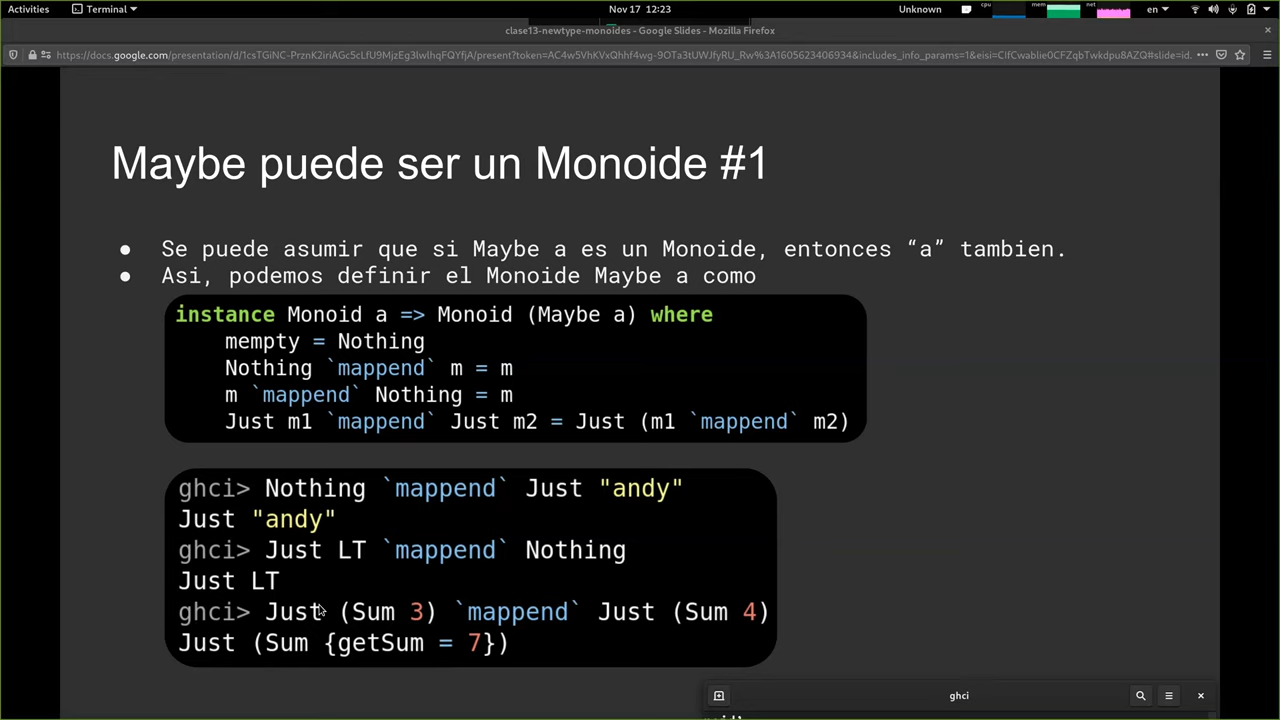 Activities
Terminal
Nov 17 12:23
Unknown
cpu
mem
net
en
clase13-newtype-monoides - Google Slides - Mozilla Firefox
Maybe puede ser un Monoide #1
● Se puede asumir que si Maybe a es un Monoide, entonces “a” tambien.
● Asi, podemos definir el Monoide Maybe a como
instance Monoid a => Monoid (Maybe a) where
mempty = Nothing
Nothing `mappend` m = m
m `mappend` Nothing = m
Just m1 `mappend` Just m2 = Just (m1 `mappend` m2)
ghci> Nothing `mappend` Just "andy"
Just "andy"
ghci> Just LT `mappend` Nothing
Just LT
ghci> Just (Sum 3) `mappend` Just (Sum 4)
Just (Sum {getSum = 7})
ghci